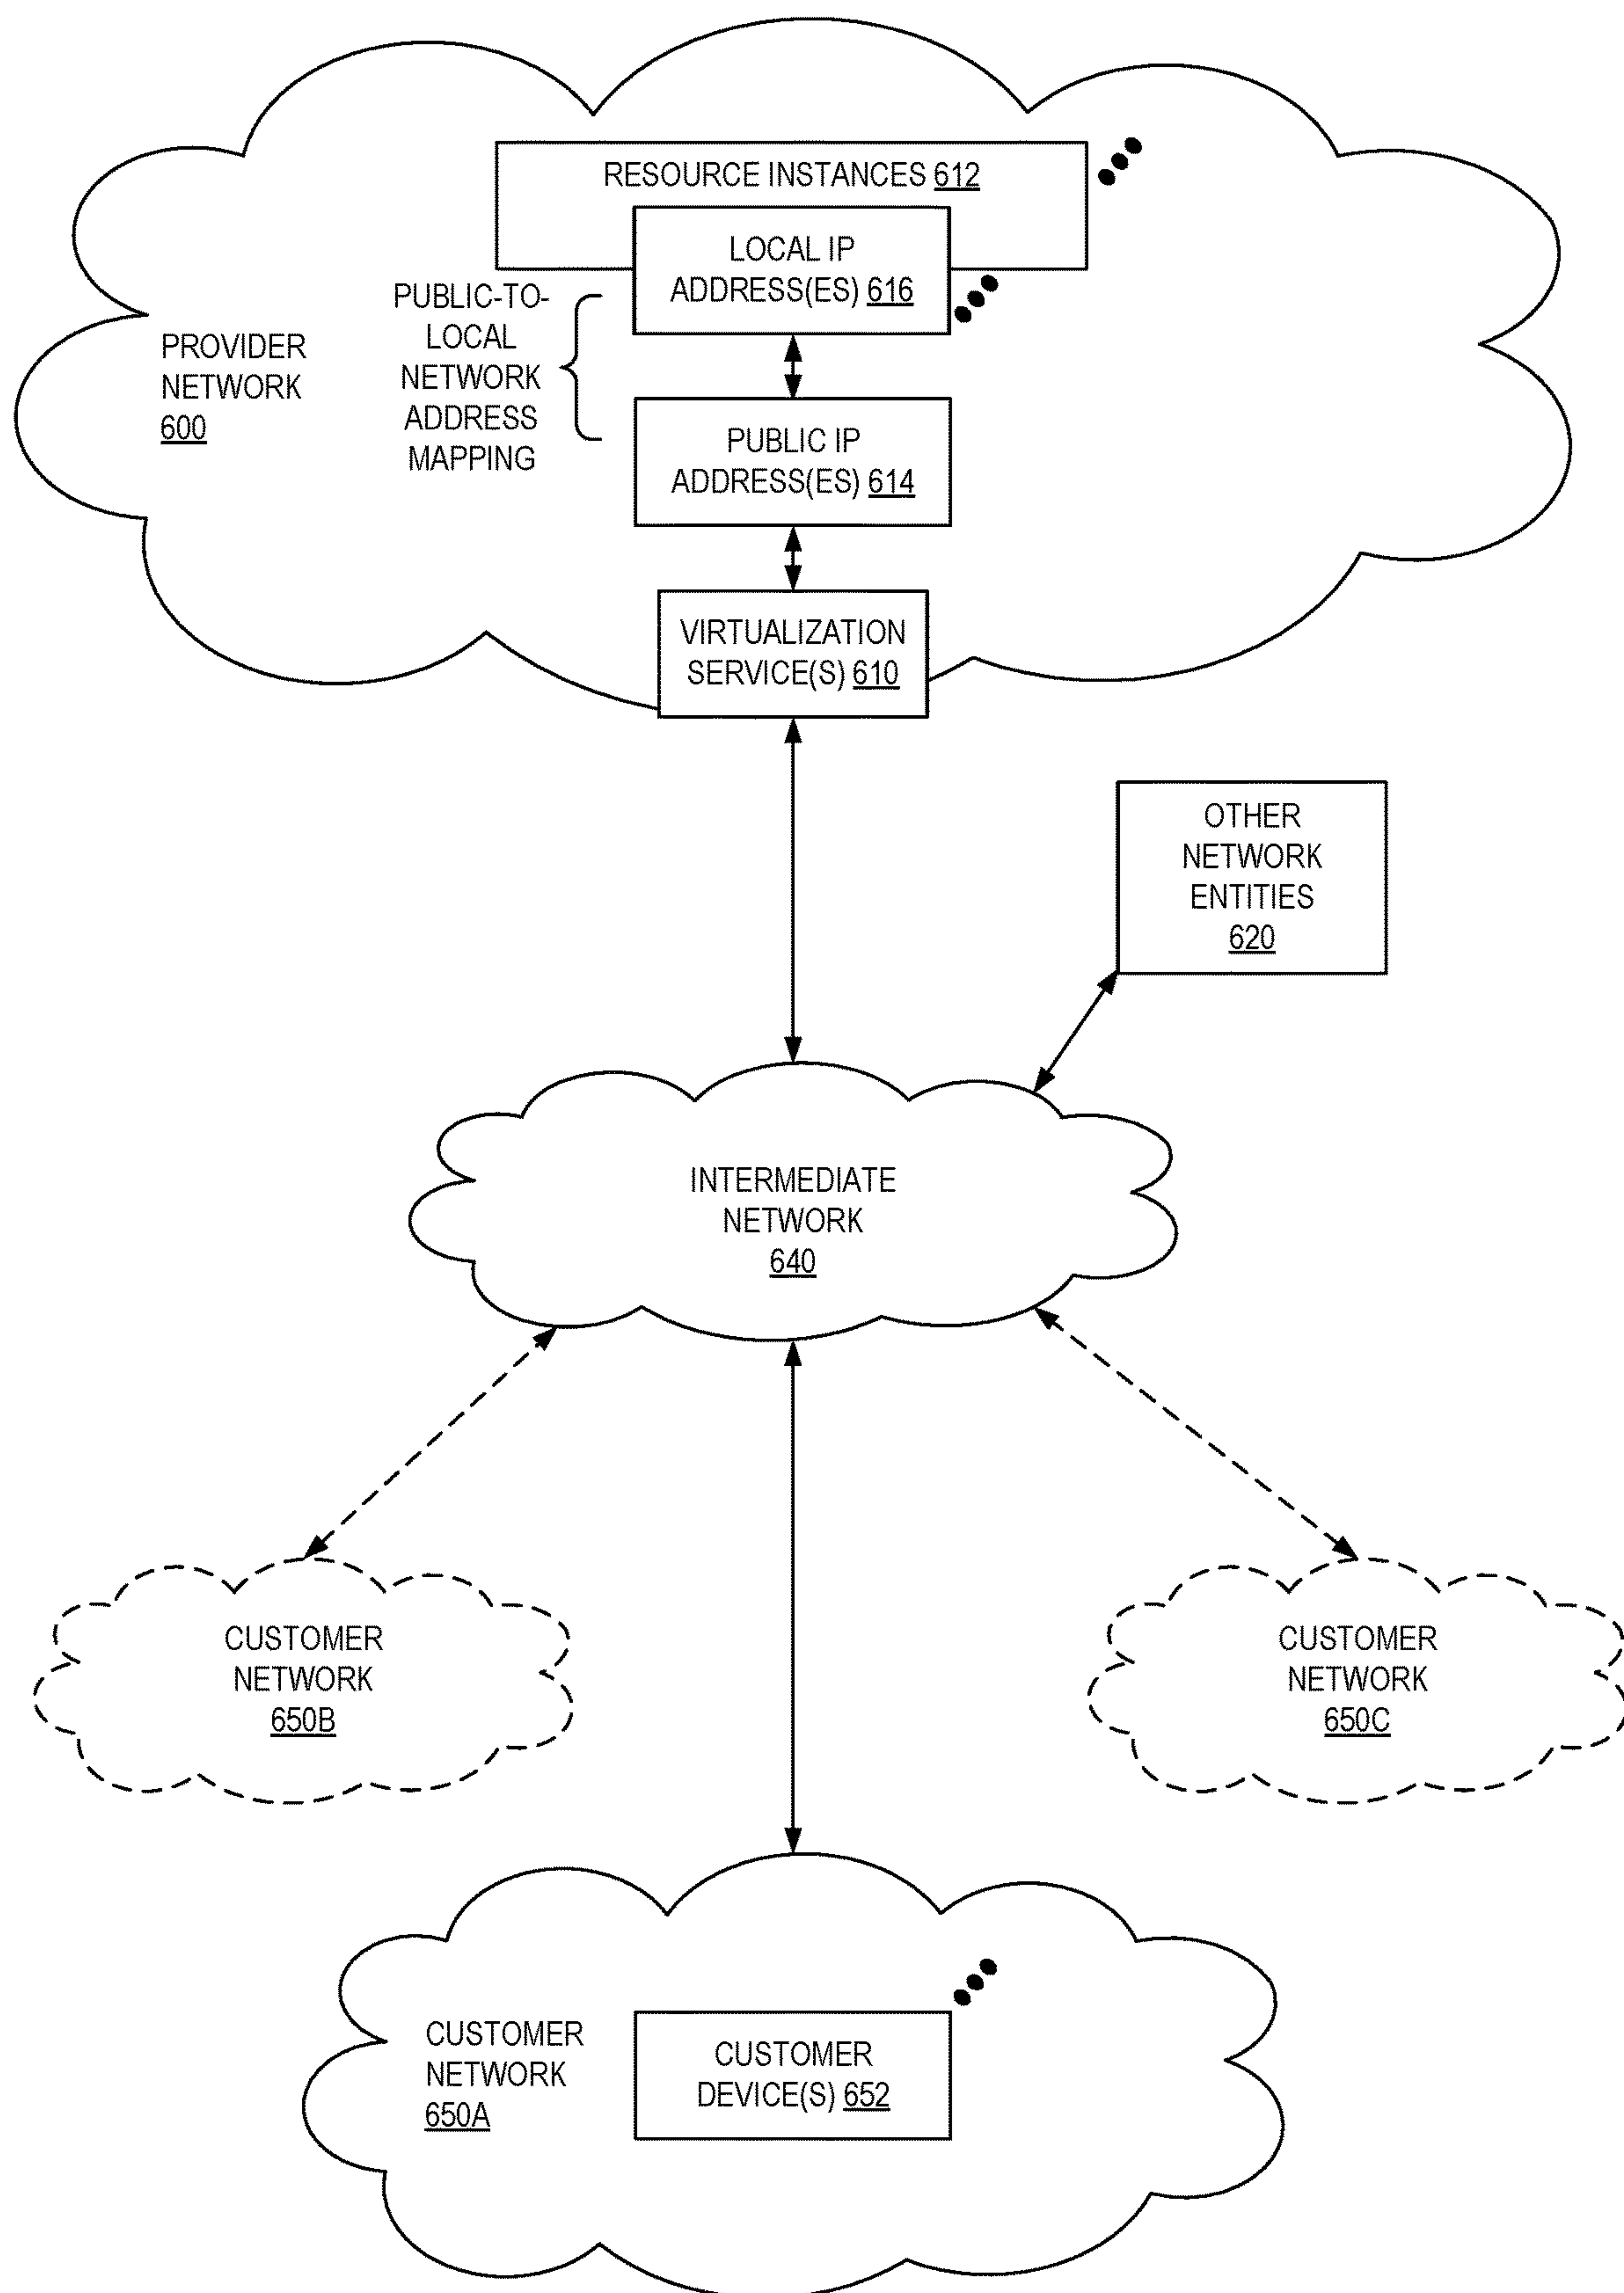 RESOURCE INSTANCES 612
LOCAL IP
ADDRESS(ES) 616
PUBLIC-TO-
LOCAL
NETWORK
ADDRESS
MAPPING
PROVIDER
NETWORK
600
PUBLIC IP
ADDRESS(ES) 614
VIRTUALIZATION
SERVICE(S) 610
OTHER
NETWORK
ENTITIES
620
INTERMEDIATE
NETWORK
640
CUSTOMER
NETWORK
650B
CUSTOMER
NETWORK
650C
CUSTOMER
NETWORK
650A
CUSTOMER
DEVICE(S) 652